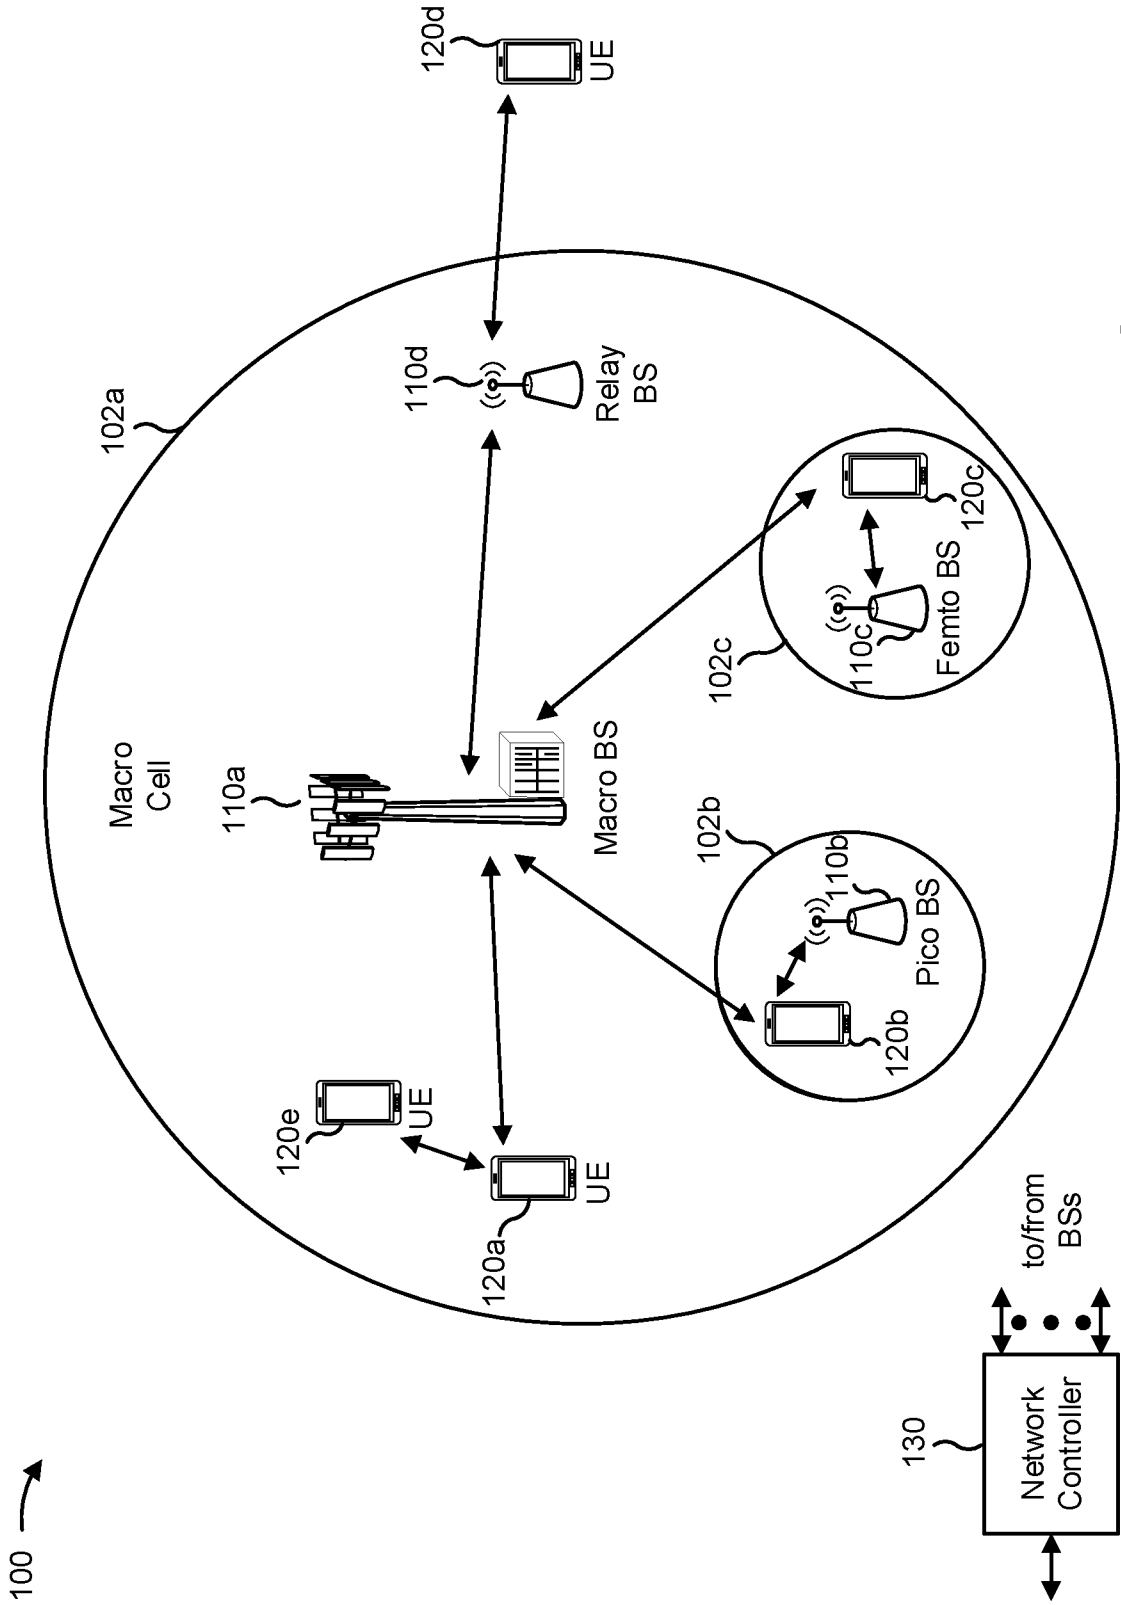 100
Macro
Cell
102a
110a
110d
120d
UE
120e
UE
120a
UE
Macro BS
Relay
BS
102b
102c
110b
Pico BS
120b
110c
Femto BS
120c
130
Network
Controller
to/from
BSs